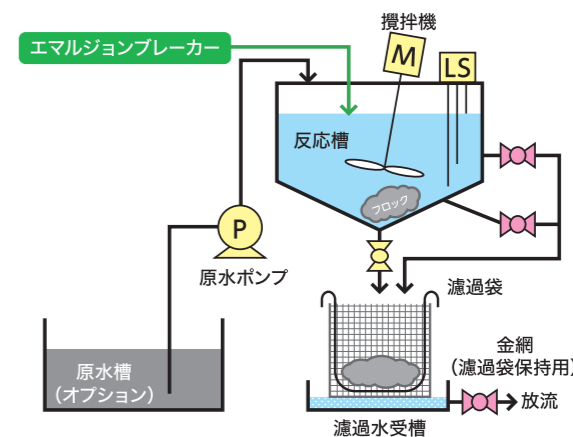 攪拌機
エマルジョンブレーカー
M
LS
反応槽
フロック
P
原水ポンプ
濾過袋
金網
(濾過袋保持用)
原水槽
(オプション)
放流
濾過水受槽